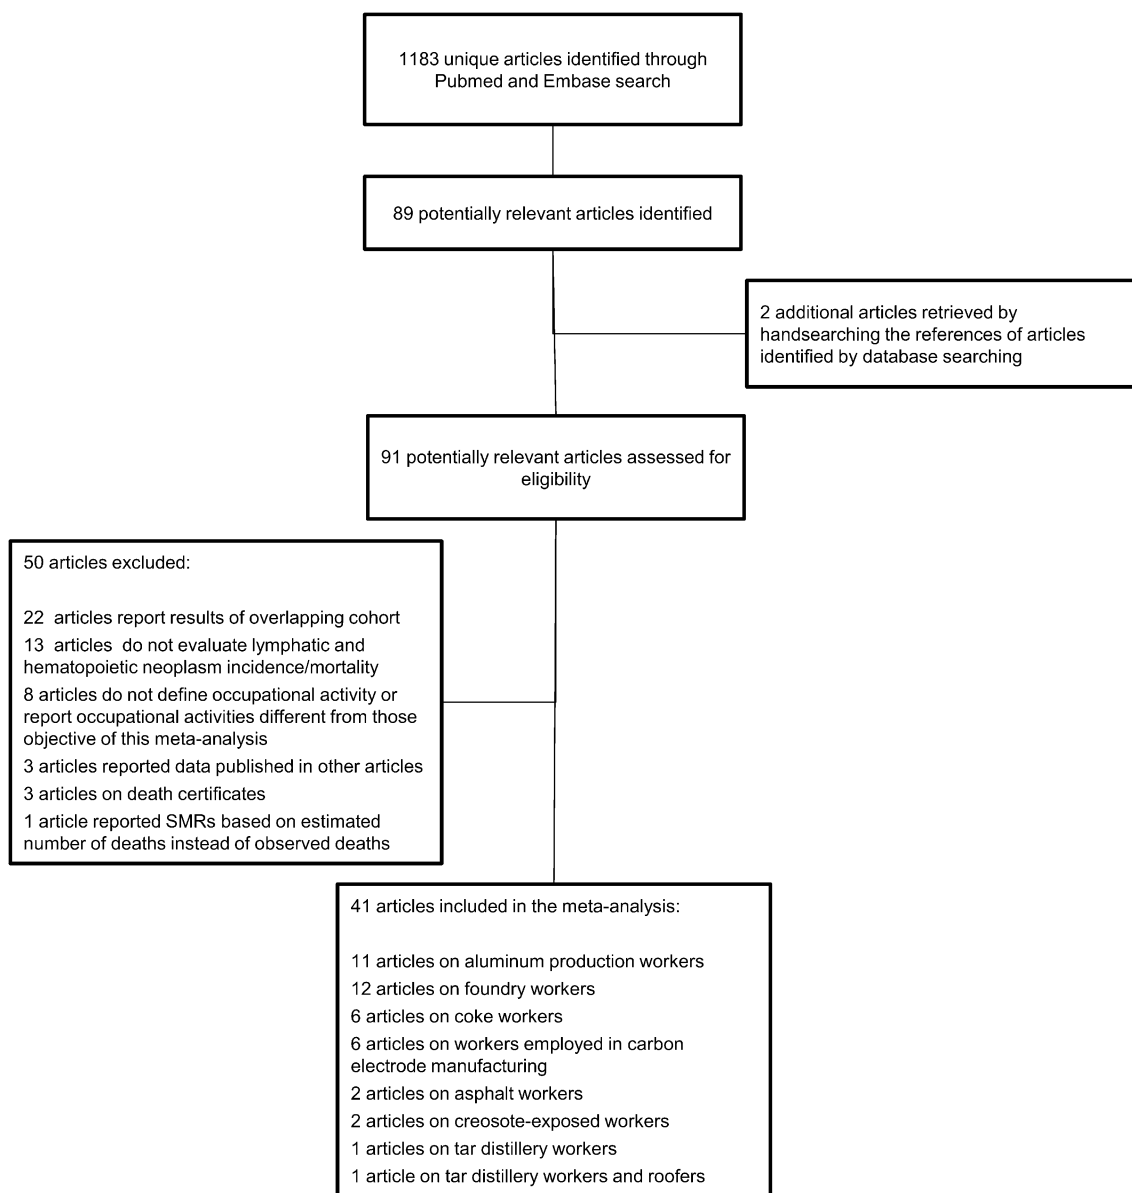 1183 unique articles identified through
Pubmed and Embase search
89 potentially relevant articles identified
2 additional articles retrieved by
handsearching the references of articles
identified by database searching
91 potentially relevant articles assessed for
eligibility
50 articles excluded:
22 articles report results of overlapping cohort
13 articles do not evaluate lymphatic and
hematopoietic neoplasm incidence/mortality
8 articles do not define occupational activity or
report occupational activities different from those
objective of this meta-analysis
3 articles reported data published in other articles
3 articles on death certificates
1 article reported SMRs based on estimated
number of deaths instead of observed deaths
41 articles included in the meta-analysis:
11 articles on aluminum production workers
12 articles on foundry workers
6 articles on coke workers
6 articles on workers employed in carbon
electrode manufacturing
2 articles on asphalt workers
2 articles on creosote-exposed workers
1 articles on tar distillery workers
1 article on tar distillery workers and roofers